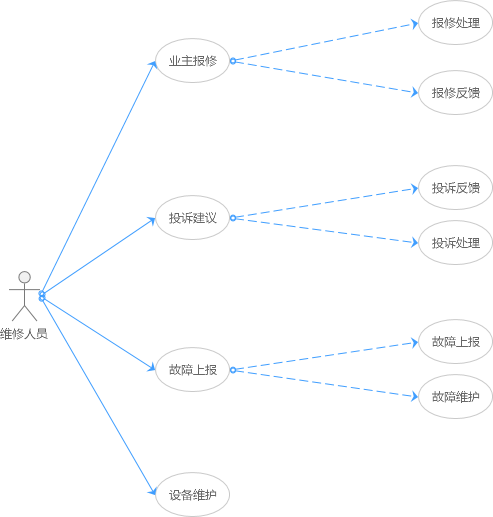 报修处理
业主报修
报修反馈
投诉反馈
投诉建议
投诉处理
维修人员
故障上报
故障上报
故障维护
设备维护